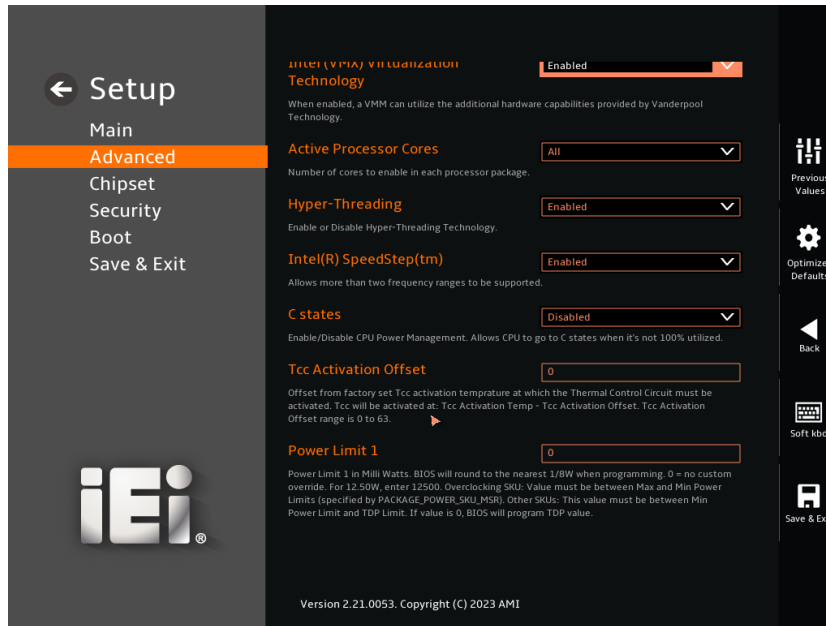 Setup
Main
Advanced
Chipset
Security
Boot
Save & Exit
iEi
®
Intel (VMX) Virtualization
Technology
Enabled
When enabled, a VMM can utilize the additional hardware capabilities provided by Vanderpool
Technology.
Active Processor Cores
All
Number of cores to enable in each processor package.
Hyper-Threading
Enabled
Enable or Disable Hyper-Threading Technology.
Intel(R) SpeedStep(tm)
Enabled
Allows more than two frequency ranges to be supported.
C states
Disabled
Enable/Disable CPU Power Management. Allows CPU to go to C states when it's not 100% utilized.
Tcc Activation Offset
0
Offset from factory set Tcc activation temprature at which the Thermal Control Circuit must be
activated. Tcc will be activated at: Tcc Activation Temp - Tcc Activation Offset. Tcc Activation
Offset range is 0 to 63.
Power Limit 1
0
Power Limit 1 in Milli Watts. BIOS will round to the nearest 1/8W when programming. 0 = no custom
override. For 12.50W, enter 12500. Overclocking SKU: Value must be between Max and Min Power
Limits (specified by PACKAGE_POWER_SKU_MSR). Other SKUs: This value must be between Min
Power Limit and TDP Limit. If value is 0, BIOS will program TDP value.
Version 2.21.0053. Copyright (C) 2023 AMI
Previous
Values
Optimize
Defaults
Back
Soft kbd
Save & Ex